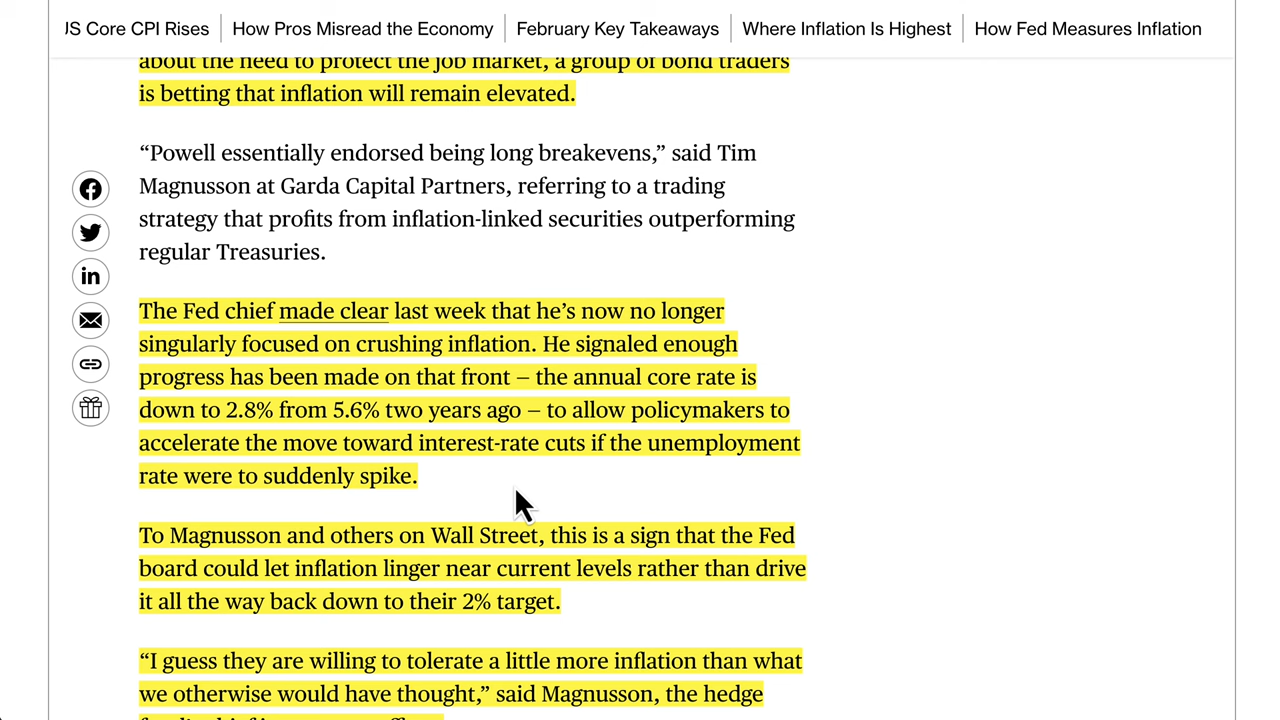 JS Core CPI Rises
How Pros Misread the Economy
February Key Takeaways
Where Inflation Is Highest
How Fed Measures Inflation
about the need to protect the job market, a group of bond traders
is betting that inflation will remain elevated.
“Powell essentially endorsed being long breakevens,” said Tim
Magnusson at Garda Capital Partners, referring to a trading
strategy that profits from inflation-linked securities outperforming
regular Treasuries.
The Fed chief made clear last week that he’s now no longer
singularly focused on crushing inflation. He signaled enough
progress has been made on that front – the annual core rate is
down to 2.8% from 5.6% two years ago – to allow policymakers to
accelerate the move toward interest-rate cuts if the unemployment
rate were to suddenly spike.
To Magnusson and others on Wall Street, this is a sign that the Fed
board could let inflation linger near current levels rather than drive
it all the way back down to their 2% target.
“I guess they are willing to tolerate a little more inflation than what
we otherwise would have thought,” said Magnusson, the hedge